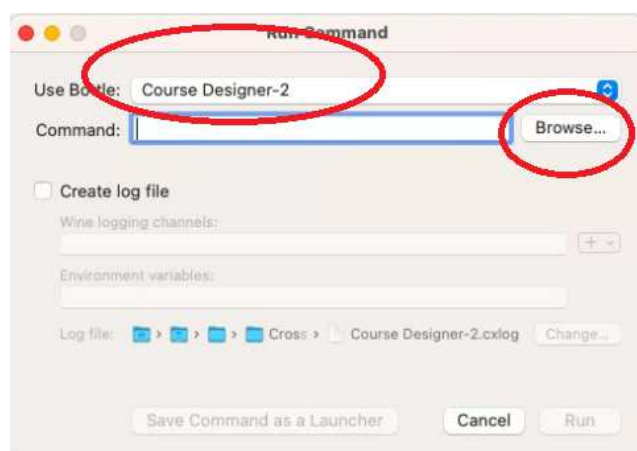 Run Command
Use Bottle: Course Designer-2
Command: Browse...
Create log file
Wine logging channels:
+
Environment variables:
Log file: > > > Cross > Course Designer-2.cxlog Change...
Save Command as a Launcher Cancel Run